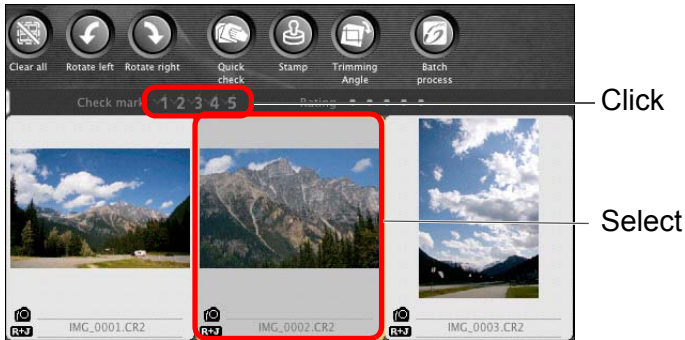 Clear all
Rotate left
Rotate right
Quick
check
Stamp
Trimming
Angle
Batch
process
Check mark 1 2 3 4 5
Rating
Click
Select
R+J
IMG_0001.CR2
R+J
IMG_0002.CR2
R+J
IMG_0003.CR2